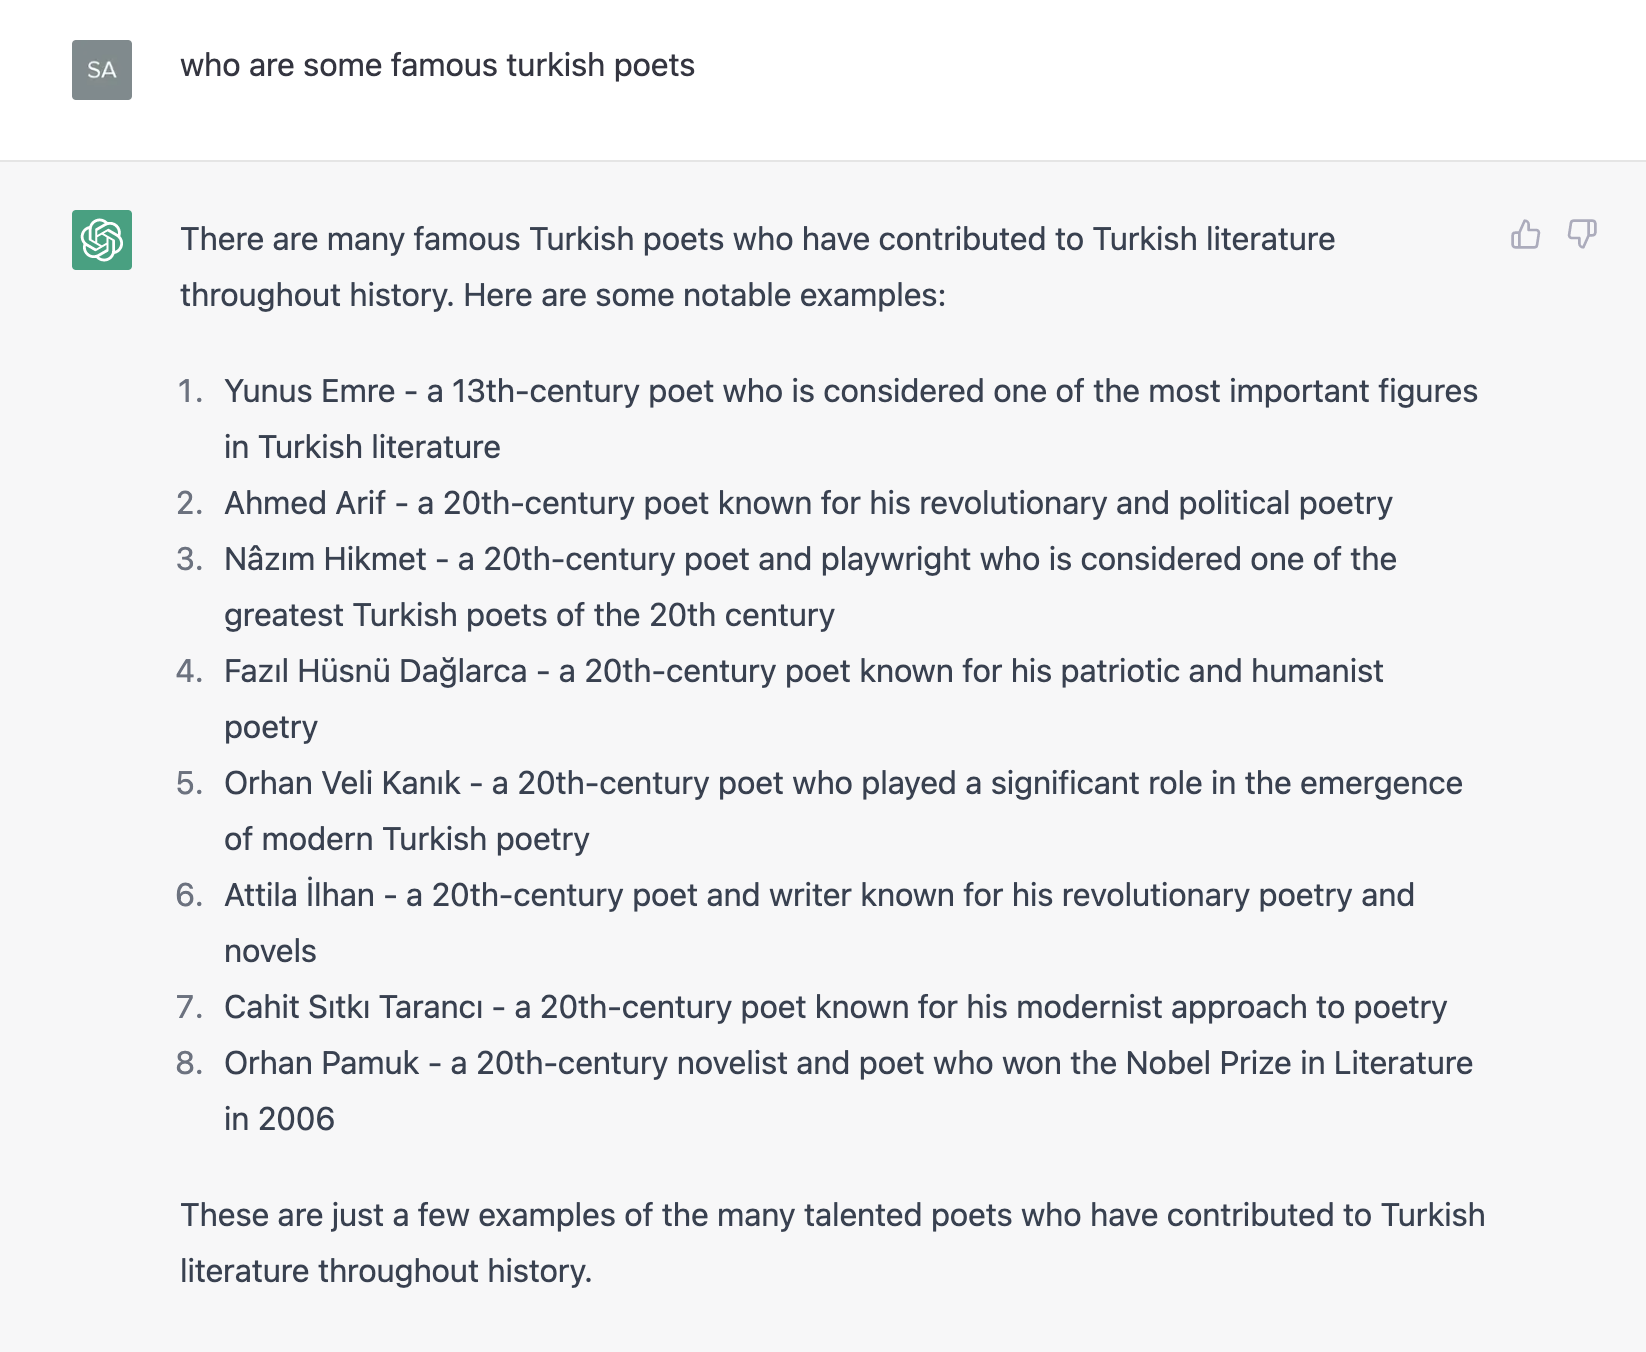 SA
who are some famous turkish poets
There are many famous Turkish poets who have contributed to Turkish literature
throughout history. Here are some notable examples:
1. Yunus Emre - a 13th-century poet who is considered one of the most important figures
in Turkish literature
2. Ahmed Arif - a 20th-century poet known for his revolutionary and political poetry
3. Nâzım Hikmet - a 20th-century poet and playwright who is considered one of the
greatest Turkish poets of the 20th century
4. Fazıl Hüsnü Dağlarca - a 20th-century poet known for his patriotic and humanist
poetry
5. Orhan Veli Kanık - a 20th-century poet who played a significant role in the emergence
of modern Turkish poetry
6. Attila İlhan - a 20th-century poet and writer known for his revolutionary poetry and
novels
7. Cahit Sıtkı Tarancı - a 20th-century poet known for his modernist approach to poetry
8. Orhan Pamuk - a 20th-century novelist and poet who won the Nobel Prize in Literature
in 2006
These are just a few examples of the many talented poets who have contributed to Turkish
literature throughout history.